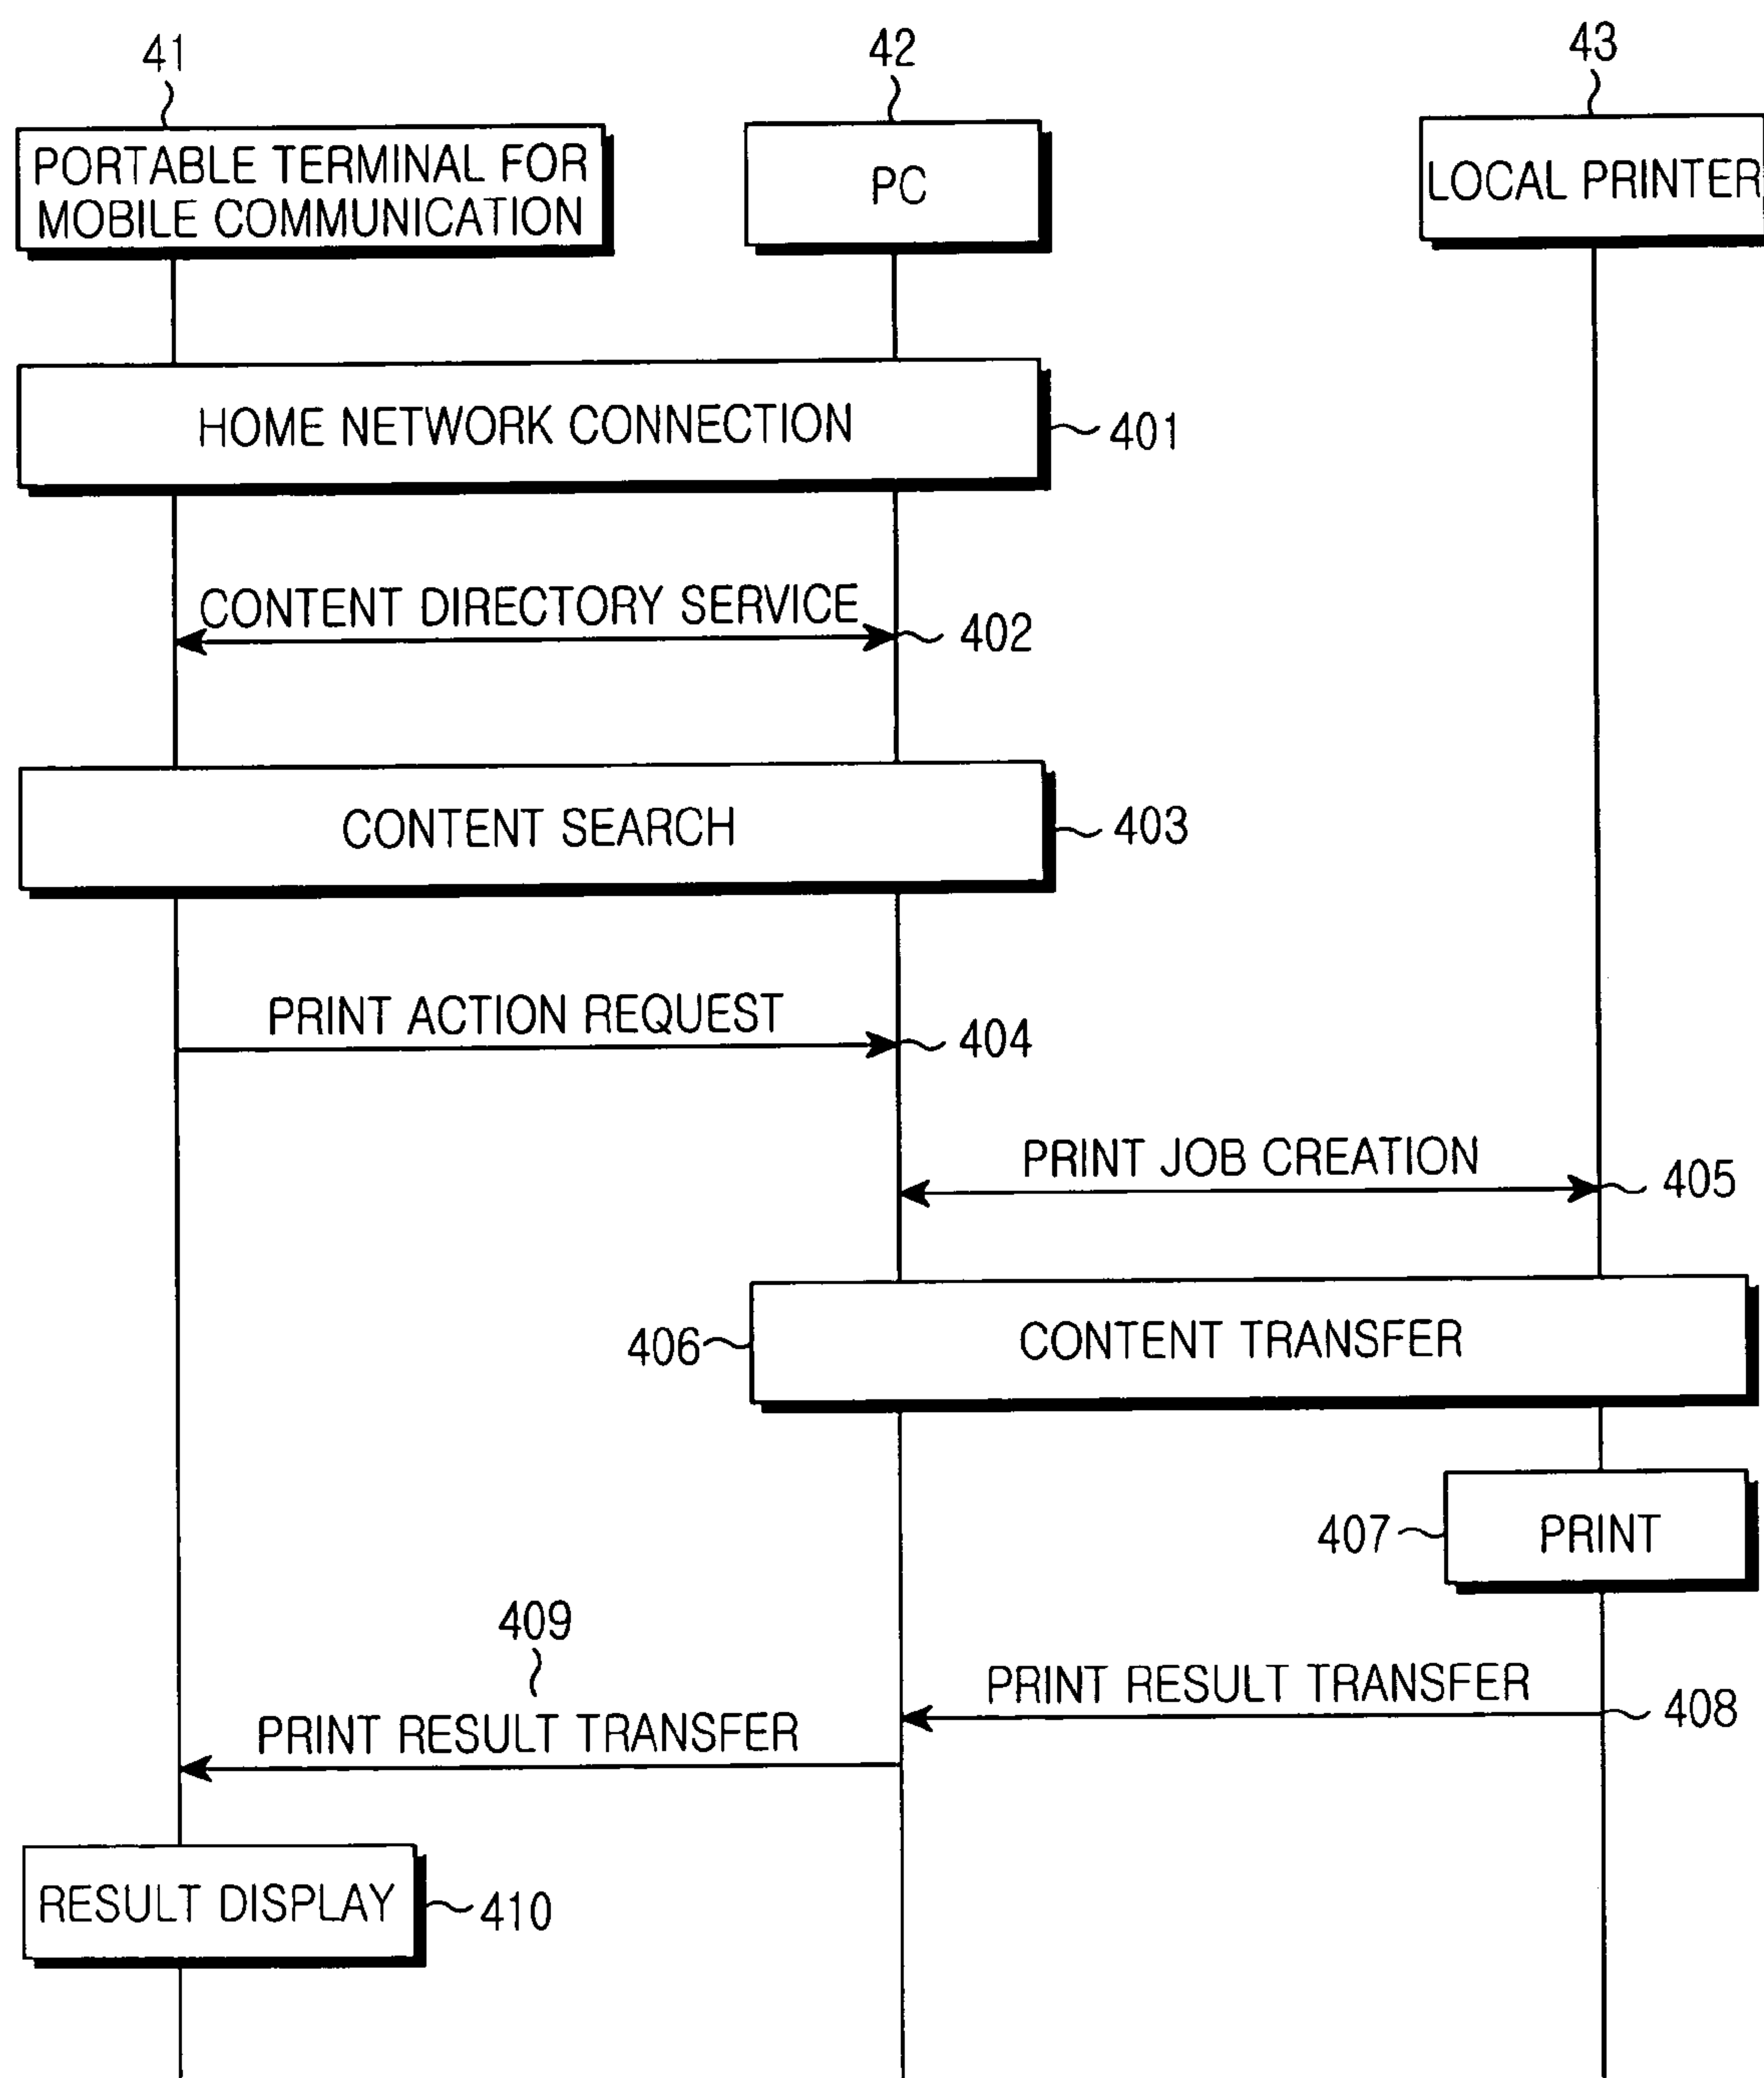 41
42
43
PORTABLE TERMINAL FOR
MOBILE COMMUNICATION
PC
LOCAL PRINTER
HOME NETWORK CONNECTION
401
CONTENT DIRECTORY SERVICE
402
CONTENT SEARCH
403
PRINT ACTION REQUEST
404
PRINT JOB CREATION
405
406
CONTENT TRANSFER
407
PRINT
409
PRINT RESULT TRANSFER
408
PRINT RESULT TRANSFER
RESULT DISPLAY
410